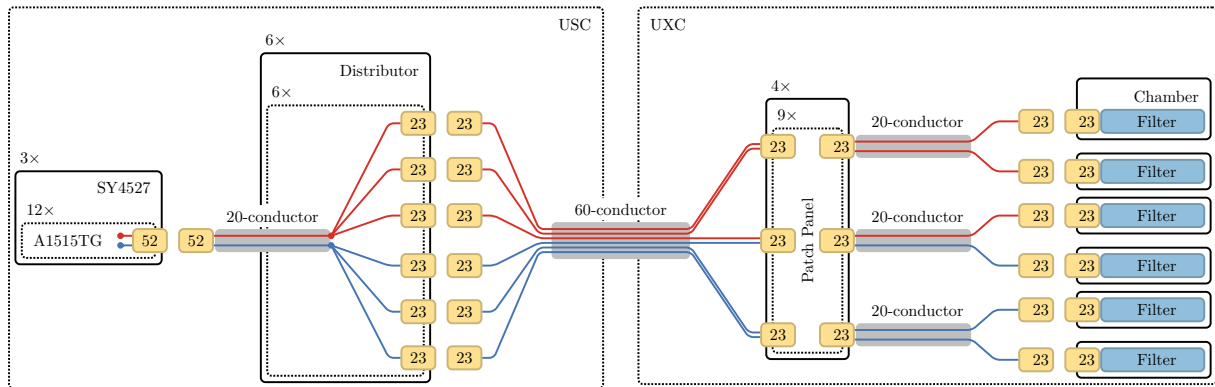 USC
UXC
6×
Distributor
6×
4×
9×
Chamber
23
23
20-conductor
23
23
Filter
3×
SY4527
12×
A1515TG
52
52
20-conductor
23
23
60-conductor
23
23
23
23
Filter
23
23
20-conductor
23
23
Filter
23
23
Patch Panel
23
23
23
23
Filter
23
23
20-conductor
23
23
Filter
23
23
23
23
23
23
Filter